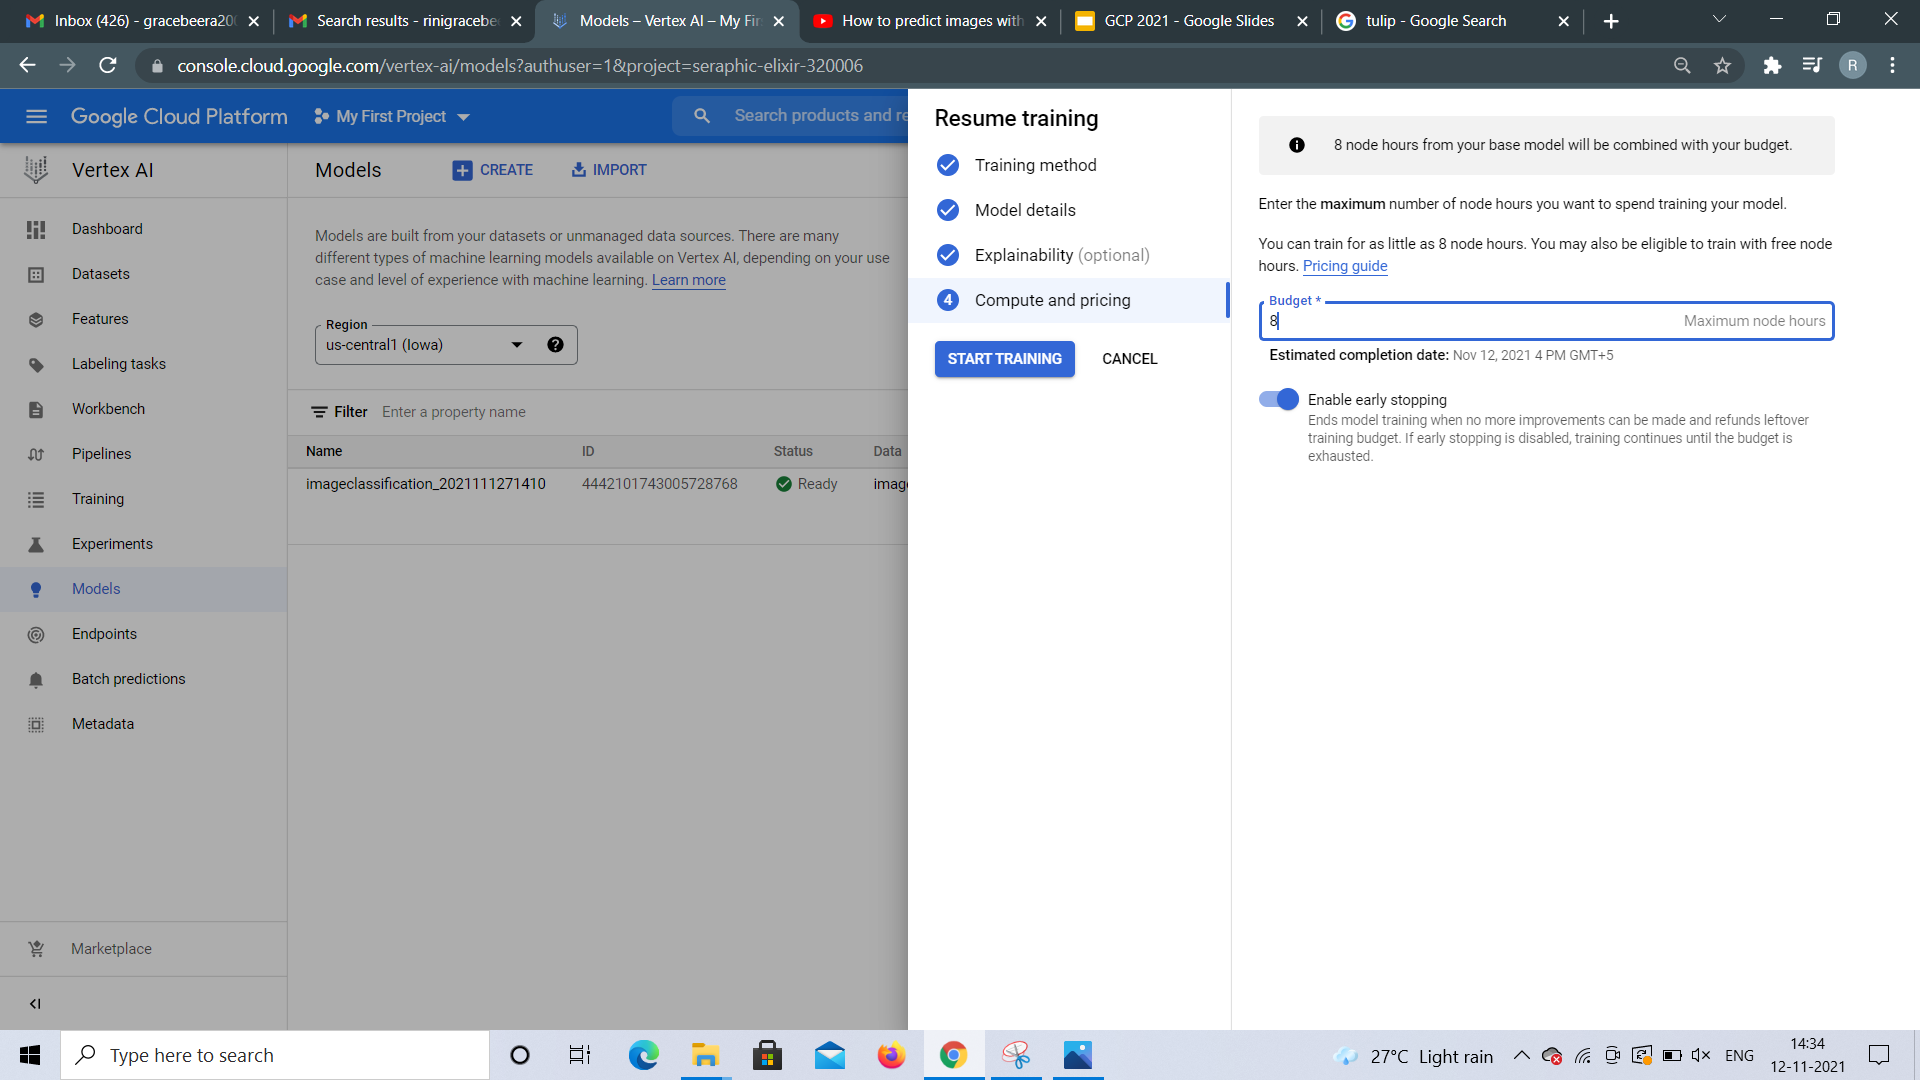 Inbox (426) - gracebeera20
Search results - rinigracebe
Models – Vertex AI – My Fi
How to predict images with
GCP 2021 - Google Slides
tulip - Google Search
console.cloud.google.com/vertex-ai/models?authuser=1&project=seraphic-elixir-320006
R
Google Cloud Platform
My First Project
Search products and re
Vertex AI
Dashboard
Datasets
Features
Labeling tasks
Workbench
Pipelines
Training
Experiments
Models
Endpoints
Batch predictions
Metadata
Marketplace
Models
CREATE
IMPORT
Models are built from your datasets or unmanaged data sources. There are many
different types of machine learning models available on Vertex AI, depending on your use
case and level of experience with machine learning. Learn more
Region
us-central1 (Iowa)
Filter Enter a property name
Name ID Status Data
imageclassification_2021111271410 4442101743005728768 Ready imag
Resume training
Training method
Model details
Explainability (optional)
4 Compute and pricing
START TRAINING
CANCEL
8 node hours from your base model will be combined with your budget.
Enter the maximum number of node hours you want to spend training your model.
You can train for as little as 8 node hours. You may also be eligible to train with free node
hours. Pricing guide
Budget *
8 Maximum node hours
Estimated completion date: Nov 12, 2021 4 PM GMT+5
Enable early stopping
Ends model training when no more improvements can be made and refunds leftover
training budget. If early stopping is disabled, training continues until the budget is
exhausted.
Type here to search
27°C Light rain
ENG
14:34
12-11-2021